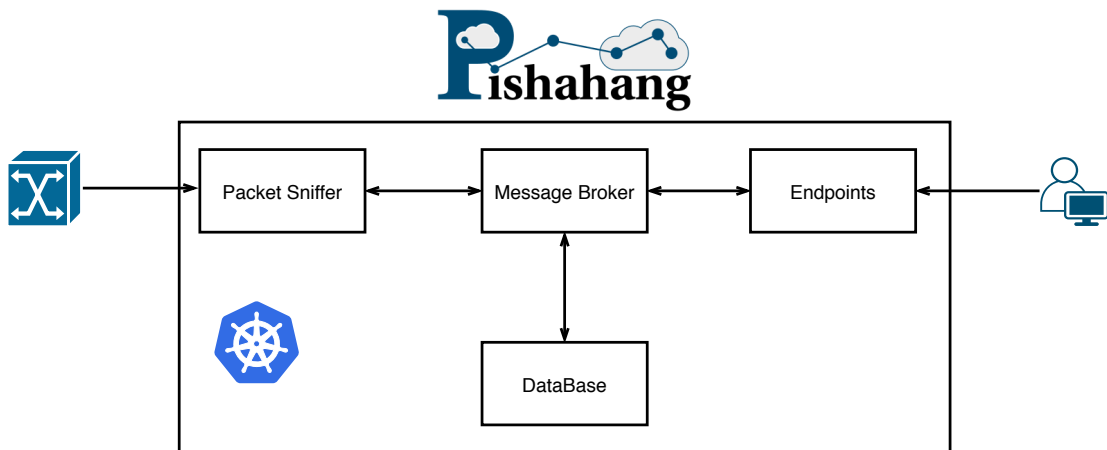 Pishahang
Packet Sniffer
Message Broker
Endpoints
DataBase